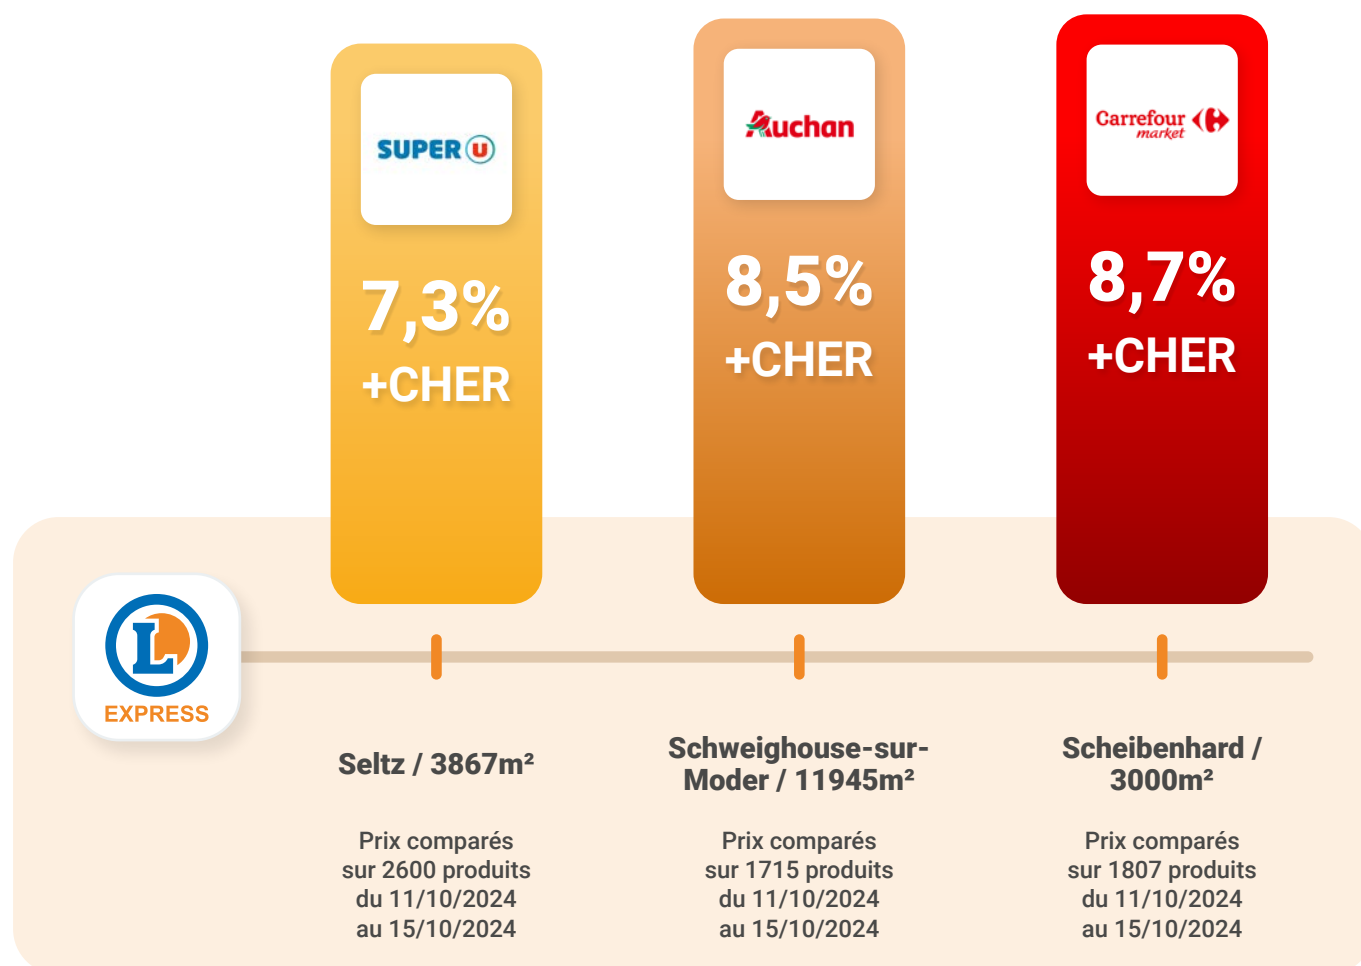 SUPER U
7,3%
+CHER
Auchan
8,5%
+CHER
Carrefour
market
8,7%
+CHER
L
EXPRESS
Seltz / 3867m²
Prix comparés
sur 2600 produits
du 11/10/2024
au 15/10/2024
Schweighouse-sur-
Moder / 11945m²
Prix comparés
sur 1715 produits
du 11/10/2024
au 15/10/2024
Scheibenhard /
3000m²
Prix comparés
sur 1807 produits
du 11/10/2024
au 15/10/2024